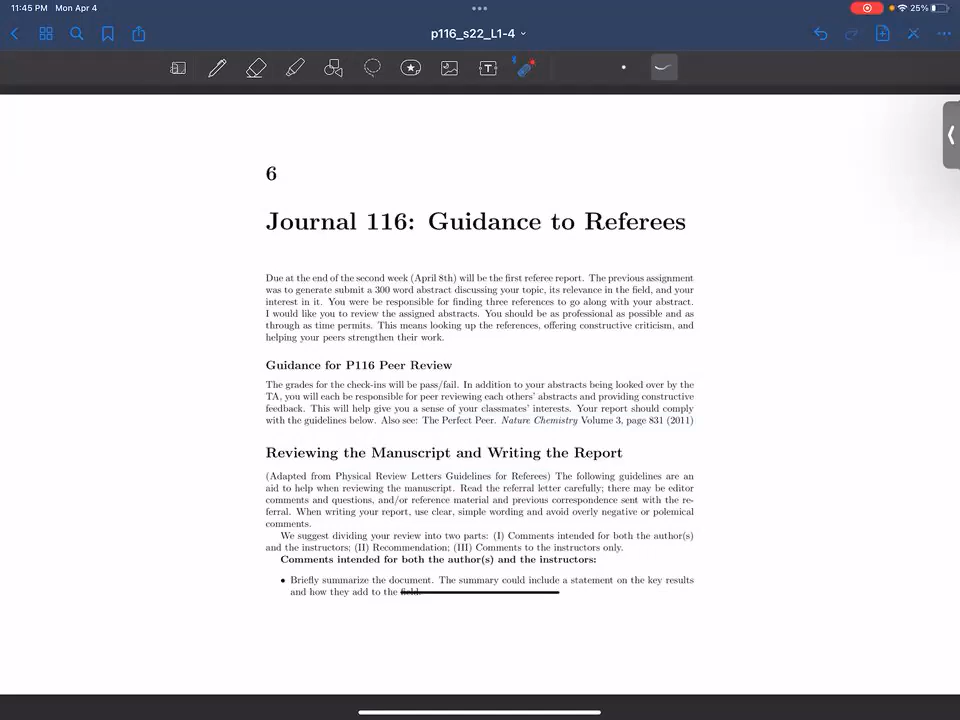 11:45 PM Mon Apr 4
25%
p116_s22_L1-4
6
Journal 116: Guidance to Referees
Due at the end of the second week (April 8th) will be the first referee report. The previous assignment
was to generate submit a 300 word abstract discussing your topic, its relevance in the field, and your
interest in it. You were be responsible for finding three references to go along with your abstract.
I would like you to review the assigned abstracts. You should be as professional as possible and as
through as time permits. This means looking up the references, offering constructive criticism, and
helping your peers strengthen their work.
Guidance for P116 Peer Review
The grades for the check-ins will be pass/fail. In addition to your abstracts being looked over by the
TA, you will each be responsible for peer reviewing each others' abstracts and providing constructive
feedback. This will help give you a sense of your classmates' interests. Your report should comply
with the guidelines below. Also see: The Perfect Peer. Nature Chemistry Volume 3, page 831 (2011)
Reviewing the Manuscript and Writing the Report
(Adapted from Physical Review Letters Guidelines for Referees) The following guidelines are an
aid to help when reviewing the manuscript. Read the referral letter carefully; there may be editor
comments and questions, and/or reference material and previous correspondence sent with the re-
ferral. When writing your report, use clear, simple wording and avoid overly negative or polemical
comments.
We suggest dividing your review into two parts: (I) Comments intended for both the author(s)
and the instructors; (II) Recommendation; (III) Comments to the instructors only.
Comments intended for both the author(s) and the instructors:
• Briefly summarize the document. The summary could include a statement on the key results
and how they add to the field.